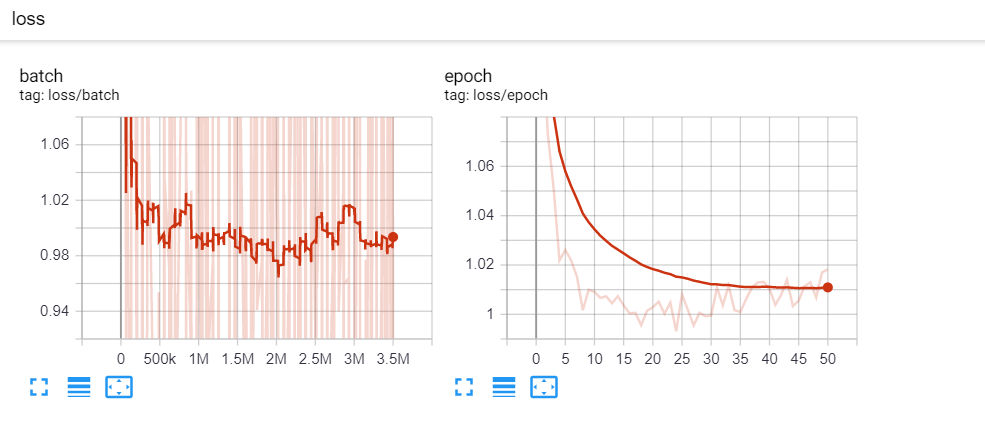 loss
batch
tag: loss/batch
1.06
1.02
0.98
0.94
0 500k 1M 1.5M 2M 2.5M 3M 3.5M
epoch
tag: loss/epoch
1.06
1.04
1.02
1
0 5 10 15 20 25 30 35 40 45 50